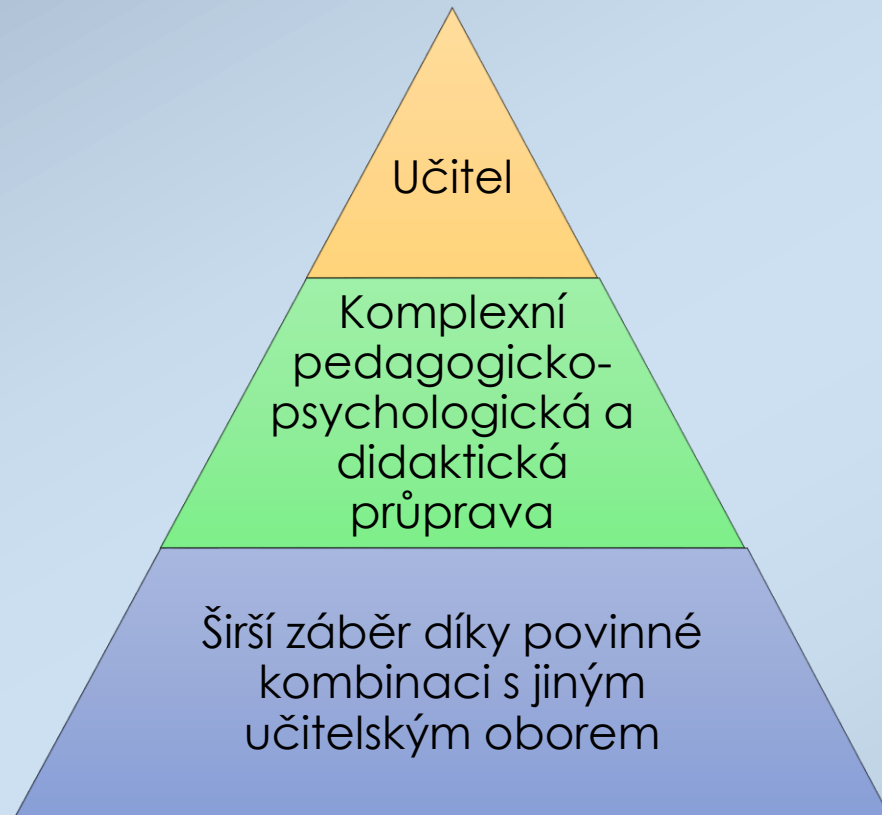 Učitel
Komplexní
pedagogicko-
psychologická a
didaktická
průprava
Širší záběr díky povinné
kombinaci s jiným
učitelským oborem